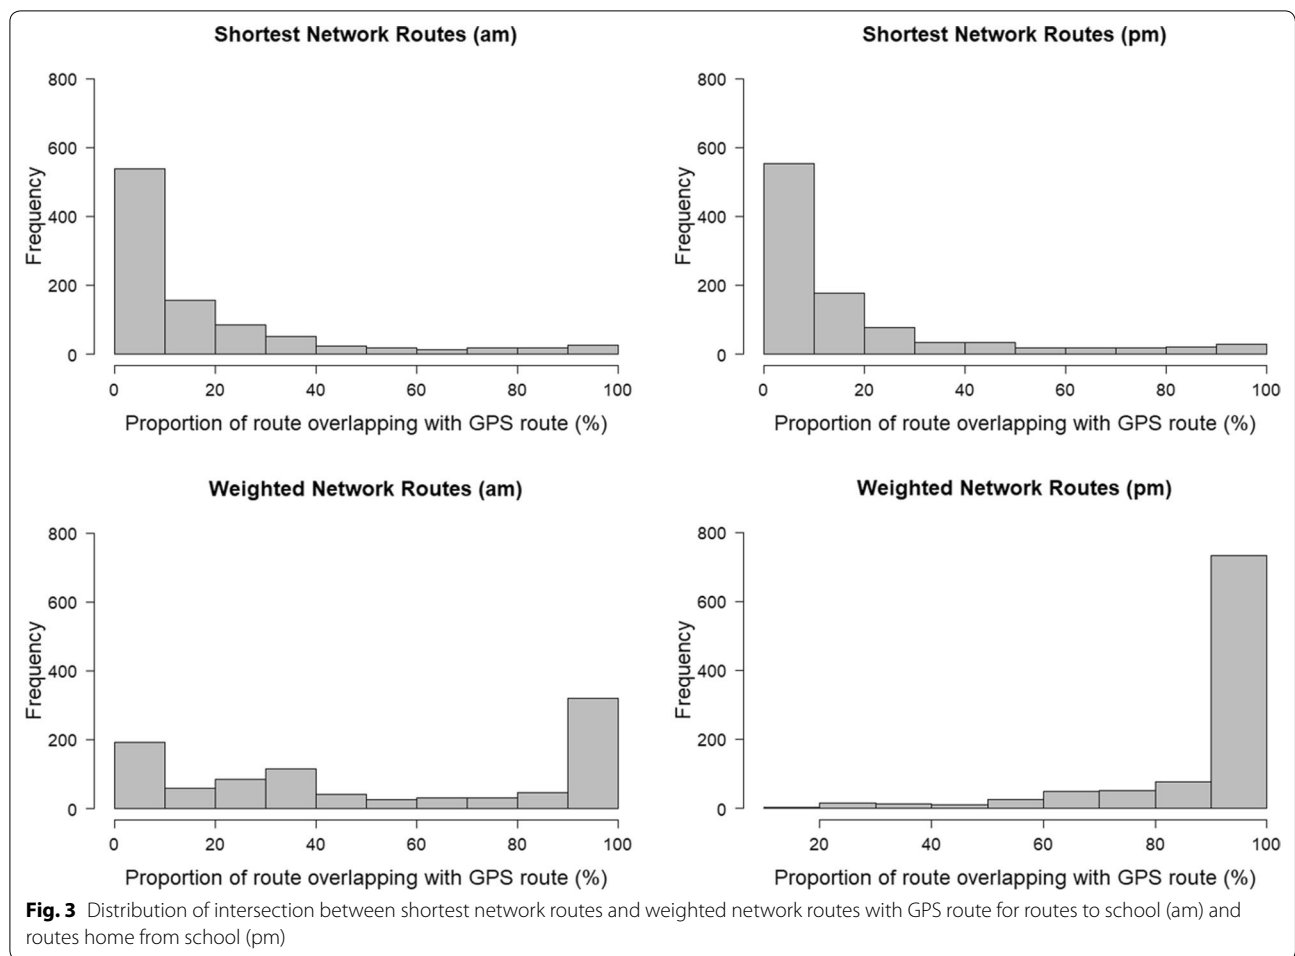 Shortest Network Routes (am)
800
600
400
200
0
Frequency
0 20 40 60 80 100
Proportion of route overlapping with GPS route (%)
Shortest Network Routes (pm)
800
600
400
200
0
Frequency
0 20 40 60 80 100
Proportion of route overlapping with GPS route (%)
Weighted Network Routes (am)
800
600
400
200
0
Frequency
0 20 40 60 80 100
Proportion of route overlapping with GPS route (%)
Weighted Network Routes (pm)
800
600
400
200
0
Frequency
20 40 60 80 100
Proportion of route overlapping with GPS route (%)
Fig. 3 Distribution of intersection between shortest network routes and weighted network routes with GPS route for routes to school (am) and
routes home from school (pm)